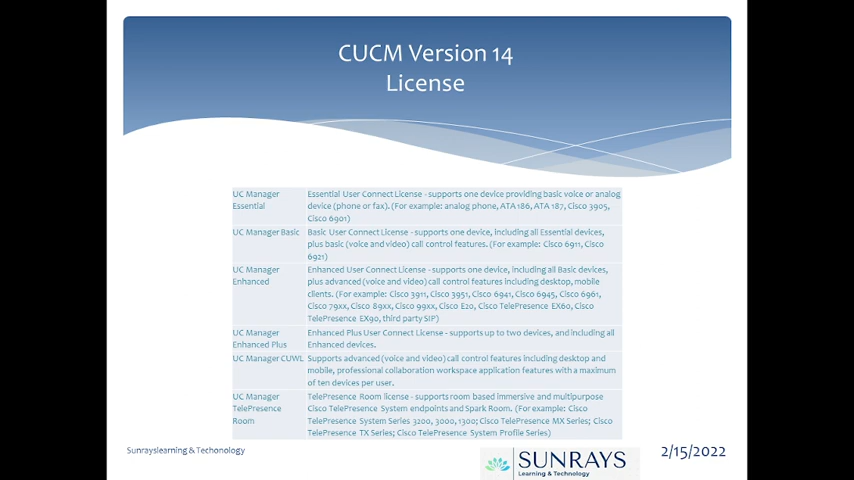 CUCM Version 14
License
UC Manager Essential
Essential User Connect License - supports one device providing basic voice or analog
device (phone or fax). (For example: analog phone, ATA 186, ATA 187, Cisco 3905,
Cisco 6901)
UC Manager Basic
Basic User Connect License - supports one device, including all Essential devices,
plus basic (voice and video) call control features. (For example: Cisco 6911, Cisco
6921)
UC Manager
Enhanced
Enhanced User Connect License - supports one device, including all Basic devices,
plus advanced (voice and video) call control features including desktop, mobile
clients. (For example: Cisco 3911, Cisco 3951, Cisco 6941, Cisco 6945, Cisco 6961,
Cisco 79xx, Cisco 89xx, Cisco 99xx, Cisco E20, Cisco TelePresence EX60, Cisco
TelePresence EX90, third party SIP)
UC Manager
Enhanced Plus
Enhanced Plus User Connect License - supports up to two devices, and including all
Enhanced devices.
UC Manager CUWL
Supports advanced (voice and video) call control features including desktop and
mobile, professional collaboration workspace application features with a maximum
of ten devices per user.
UC Manager
TelePresence
Room
TelePresence Room license - supports room based immersive and multipurpose
Cisco TelePresence System endpoints and Spark Room. (For example: Cisco
TelePresence System Series 3200, 3000, 1300; Cisco TelePresence MX Series; Cisco
TelePresence TX Series; Cisco TelePresence System Profile Series)
Sunrayslearning & Techonology
SUNRAYS
Learning & Technology
2/15/2022